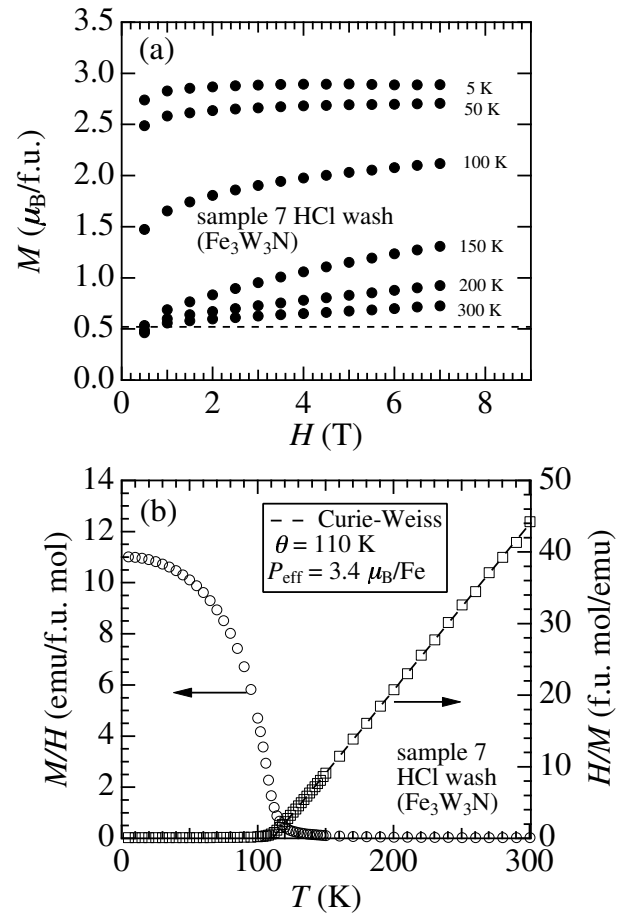 (a)
3.5
3.0
2.5
2.0
1.5
1.0
0.5
0.0
M (μB/f.u.)
5 K
50 K
100 K
150 K
200 K
300 K
sample 7 HCl wash
(Fe3W3N)
0 2 4 6 8
H (T)
(b)
14
12
10
8
6
4
2
0
M/H (emu/f.u. mol)
50
40
30
20
10
0
H/M (f.u. mol/emu)
Curie-Weiss
θ = 110 K
Peff = 3.4 μB/Fe
sample 7
HCl wash
(Fe3W3N)
0 100 200 300
T (K)